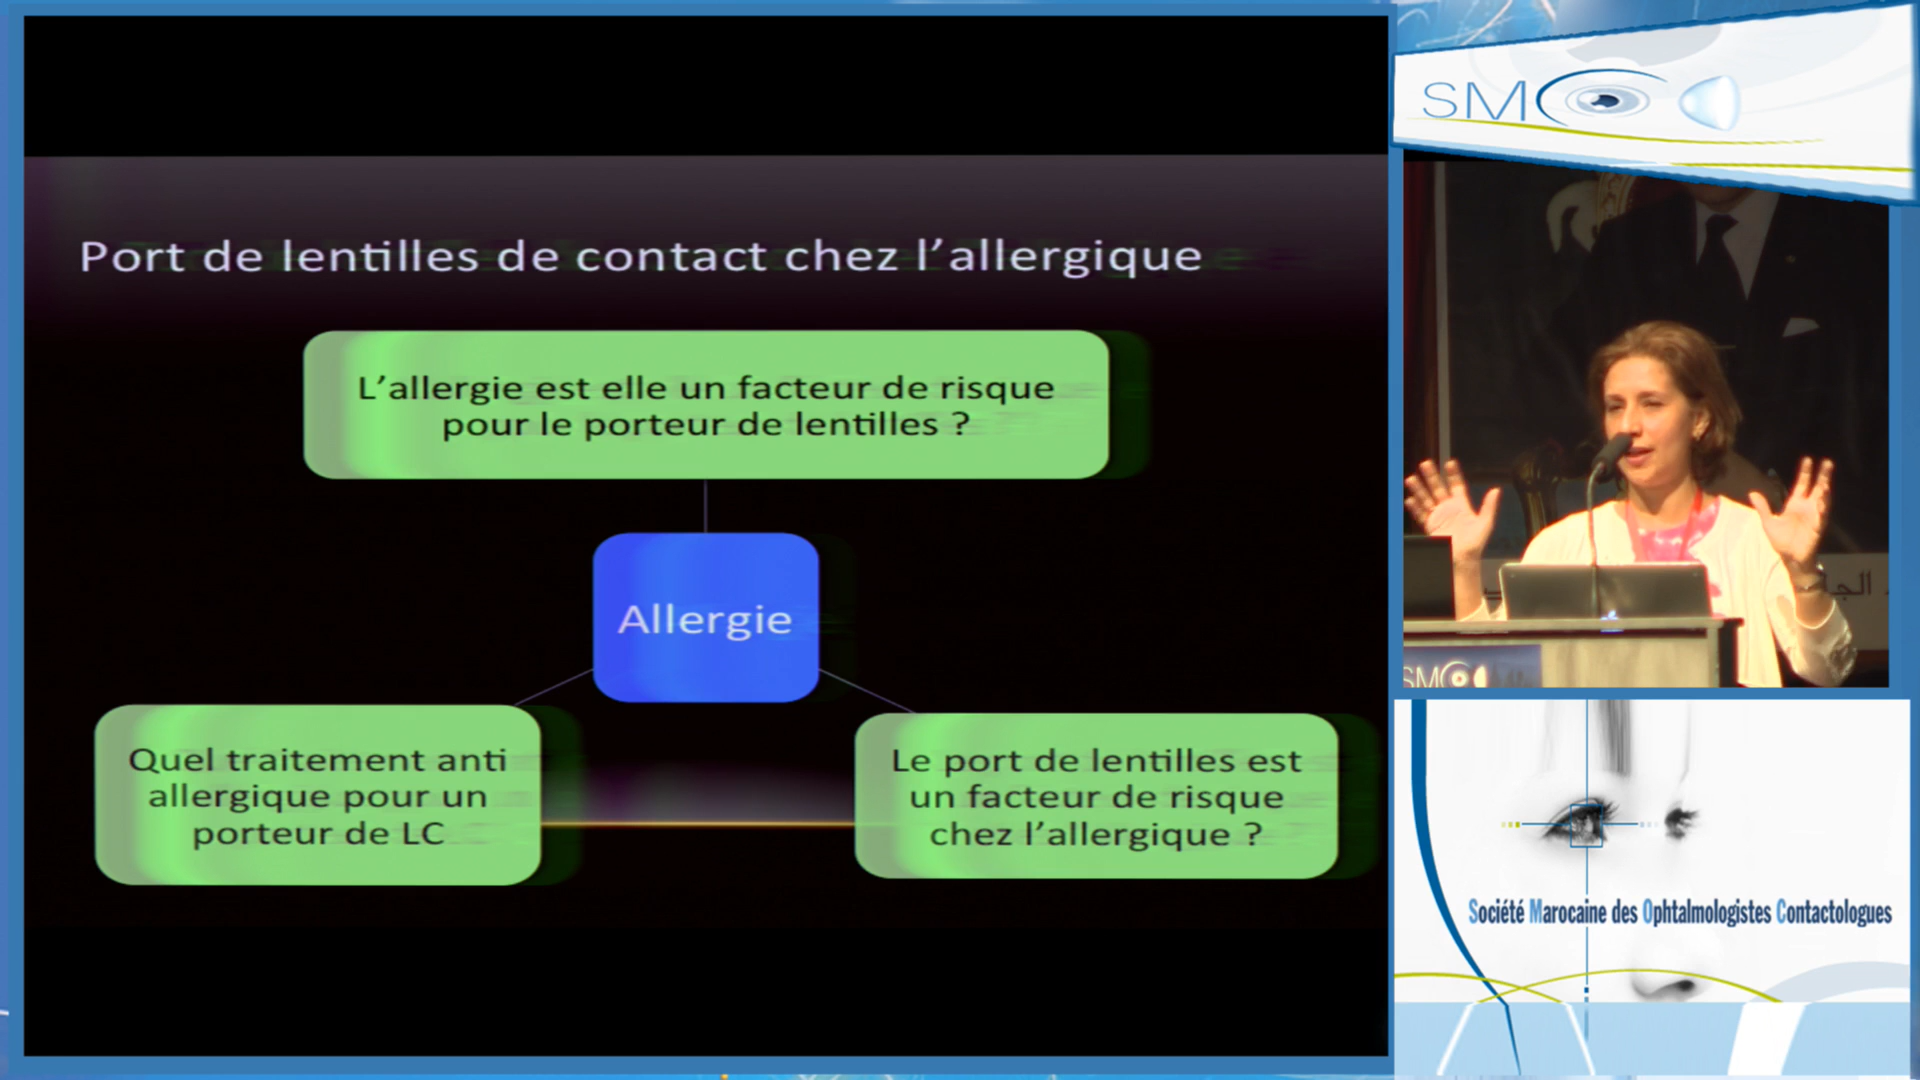 Port de lentilles de contact chez l'allergique
L'allergie est elle un facteur de risque
pour le porteur de lentilles ?
Allergie
Quel traitement anti
allergique pour un
porteur de LC
Le port de lentilles est
un facteur de risque
chez l'allergique ?
SMOC
SMOC
Société Marocaine des Ophtalmologistes Contactologues